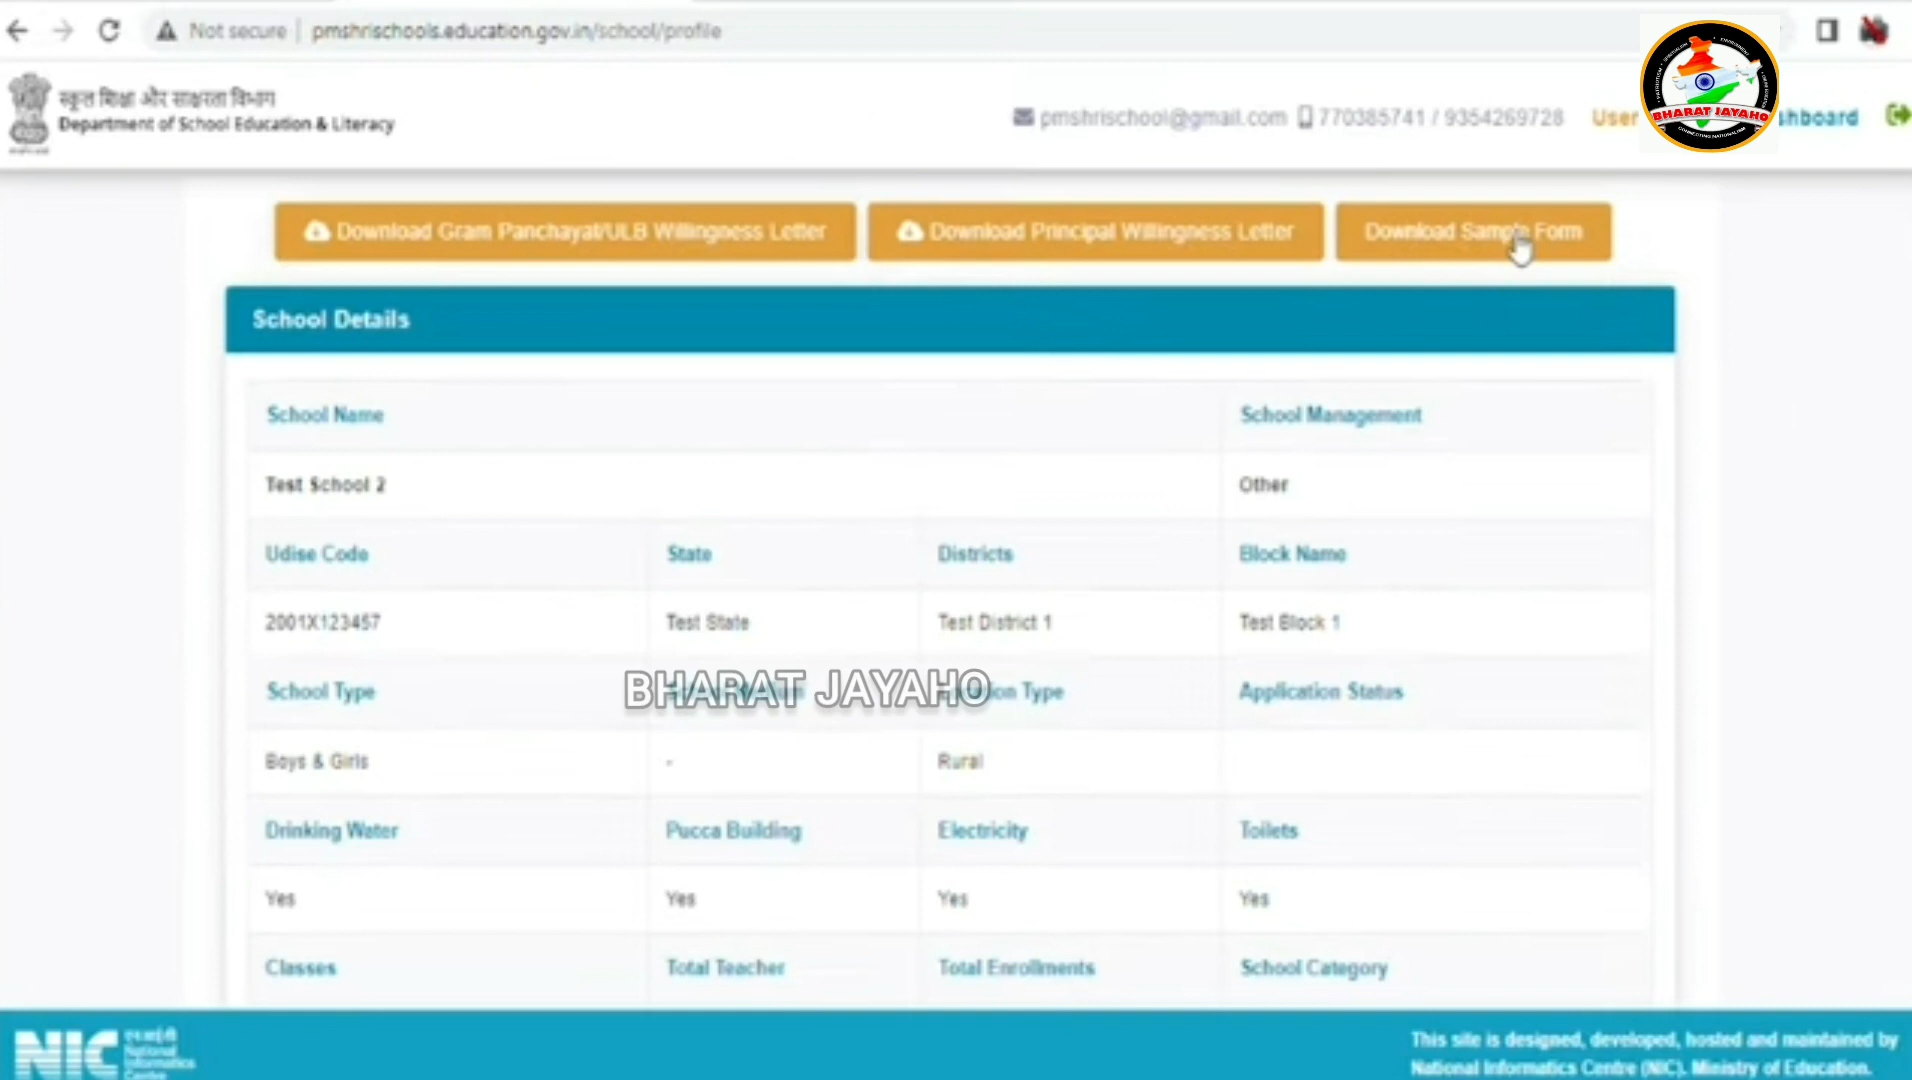 Not secure | pmshrischools.education.gov.in/school/profile
स्कूल शिक्षा और साक्षरता विभाग
Department of School Education & Literacy
pmshrischool@gmail.com 770385741 / 9354269728 User
BHARAT JAYAHO
Download Gram Panchayat/ULB Willingness Letter Download Principal Willingness Letter Download Sample Form
School Details
School Name School Management
Test School 2 Other
Udise Code State Districts Block Name
2001X123457 Test State Test District 1 Test Block 1
School Type Type Application Status
BHARAT JAYAHO
Boys & Girls - Rural
Drinking Water Pucca Building Electricity Toilets
Yes Yes Yes Yes
Classes Total Teacher Total Enrollments School Category
NIC National Informatics Centre
This site is designed, developed, hosted and maintained by
National Informatics Centre (NIC). Ministry of Education.